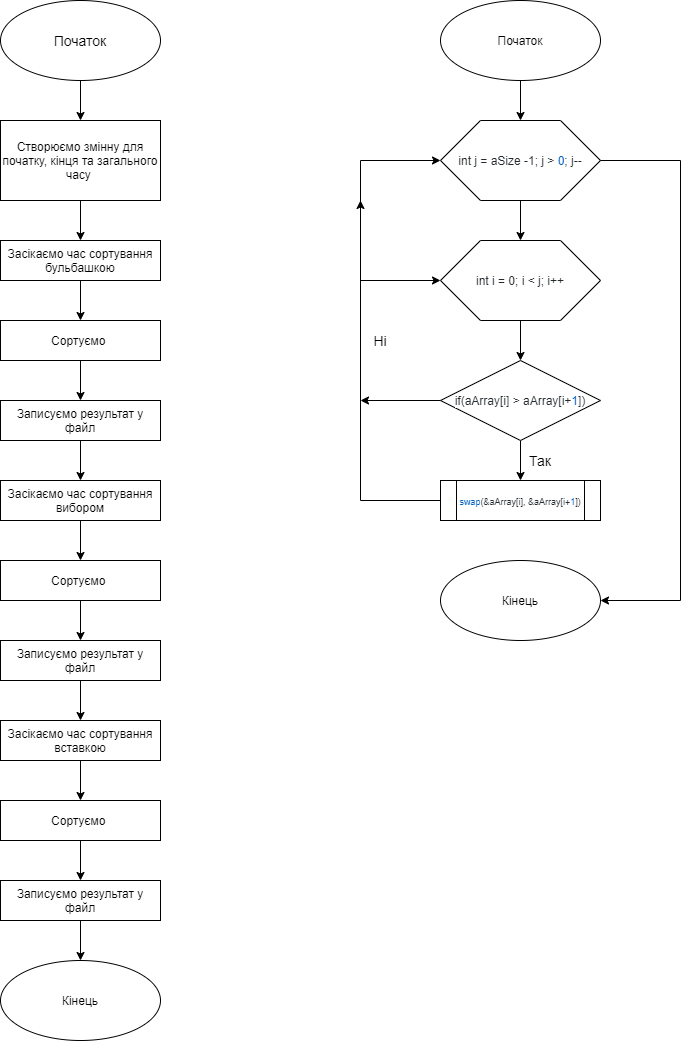 Початок
Створюємо змінну для
початку, кінця та загального
часу
Засікаємо час сортування
бульбашкою
Сортуємо
Записуємо результат у
файл
Засікаємо час сортування
вибором
Сортуємо
Записуємо результат у
файл
Засікаємо час сортування
вставкою
Сортуємо
Записуємо результат у
файл
Кінець
Початок
int j = aSize -1; j > 0; j--
int i = 0; i < j; i++
Ні
if(aArray[i] > aArray[i+1])
Так
swap(&aArray[i], &aArray[i+1])
Кінець